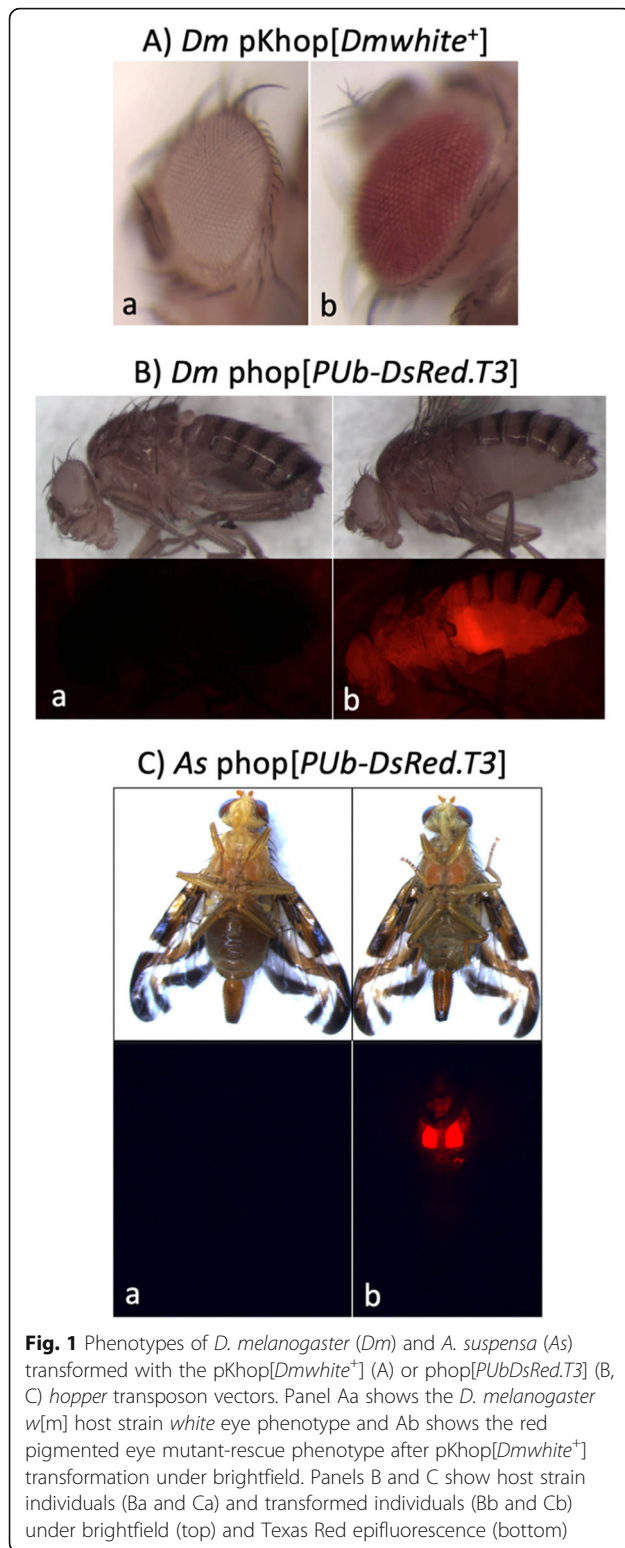 A) Dm pKhop[Dmwhite+]
a
b
B) Dm phop[PUb-DsRed.T3]
a
b
C) As phop[PUb-DsRed.T3]
a
b
Fig. 1 Phenotypes of D. melanogaster (Dm) and A. suspensa (As)
transformed with the pKhop[Dmwhite+] (A) or phop[PUbDsRed.T3] (B,
C) hopper transposon vectors. Panel Aa shows the D. melanogaster
w[m] host strain white eye phenotype and Ab shows the red
pigmented eye mutant-rescue phenotype after pKhop[Dmwhite+]
transformation under brightfield. Panels B and C show host strain
individuals (Ba and Ca) and transformed individuals (Bb and Cb)
under brightfield (top) and Texas Red epifluorescence (bottom)